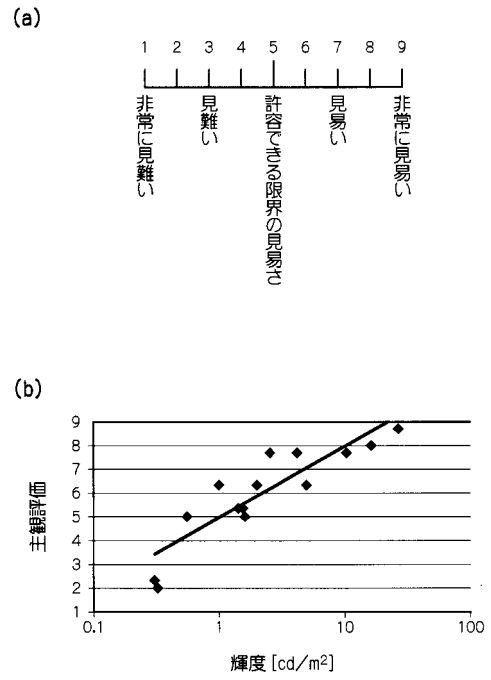 (a)
1 2 3 4 5 6 7 8 9
非常に見難い
見難い
許容できる限界の見易さ
見易い
非常に見易い
(b)
9
8
7
6
5
4
3
2
1
主観評価
0.1 1 10 100
輝度 [cd/m²]